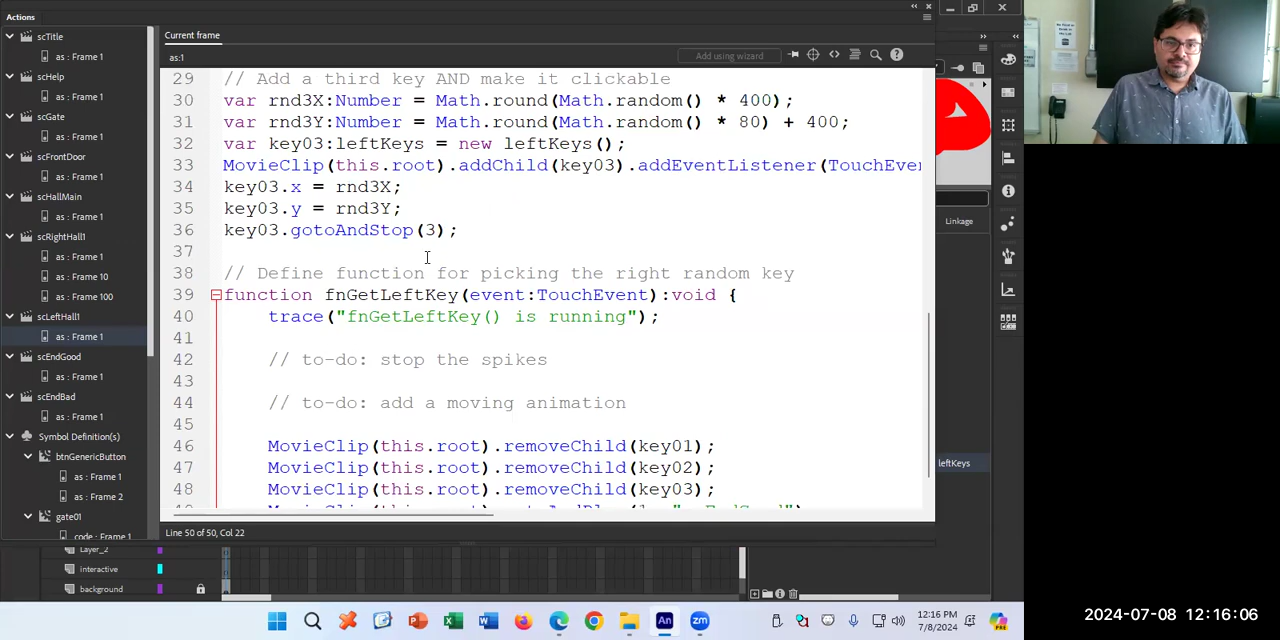 Actions
scTitle
as : Frame 1
scHelp
as : Frame 1
scGate
as : Frame 1
scFrontDoor
as : Frame 1
scHallMain
as : Frame 1
scRightHall1
as : Frame 1
as : Frame 10
as : Frame 100
scLeftHall1
as : Frame 1
scEndGood
as : Frame 1
scEndBad
as : Frame 1
Symbol Definition(s)
btnGenericButton
as : Frame 1
as : Frame 2
gate01
code : Frame 1
Current frame
as:1
Add using wizard
29 // Add a third key AND make it clickable
30 var rnd3X:Number = Math.round(Math.random() * 400);
31 var rnd3Y:Number = Math.round(Math.random() * 80) + 400;
32 var key03:leftKeys = new leftKeys();
33 MovieClip(this.root).addChild(key03).addEventListener(TouchEven
34 key03.x = rnd3X;
35 key03.y = rnd3Y;
36 key03.gotoAndStop(3);
37
38 // Define function for picking the right random key
39 function fnGetLeftKey(event:TouchEvent):void {
40 trace("fnGetLeftKey() is running");
41
42 // to-do: stop the spikes
43
44 // to-do: add a moving animation
45
46 MovieClip(this.root).removeChild(key01);
47 MovieClip(this.root).removeChild(key02);
48 MovieClip(this.root).removeChild(key03);
Line 50 of 50, Col 22
Linkage
leftKeys
Layer_2
interactive
background
12:16 PM
7/8/2024
2024-07-08 12:16:06